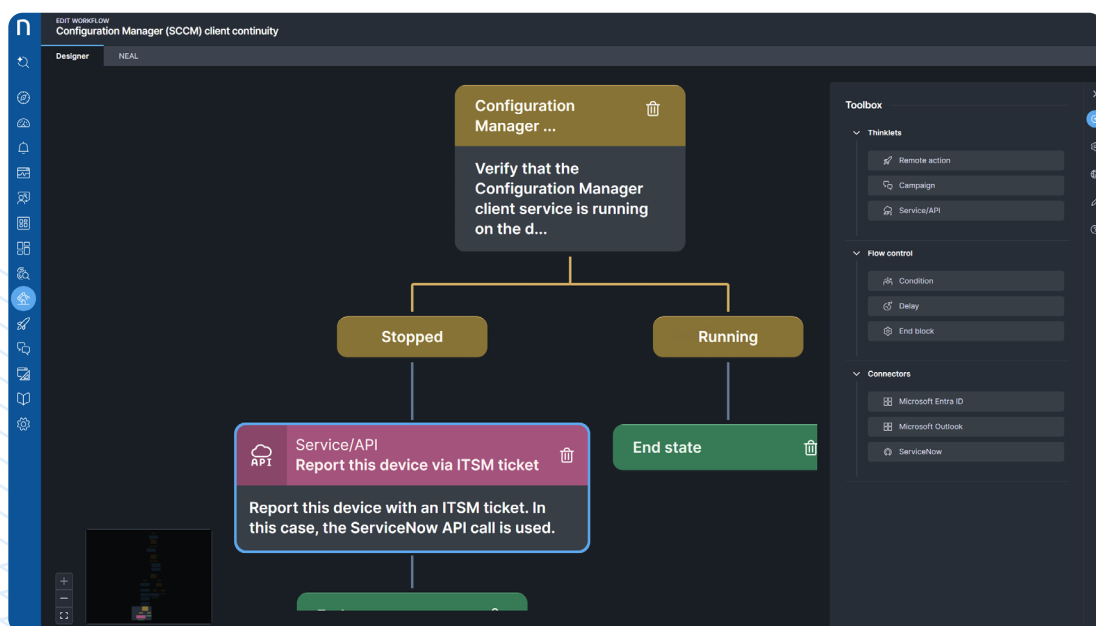 EDIT WORKFLOW
Configuration Manager (SCCM) client continuity
Designer
NEAL
Configuration
Manager ...
Verify that the
Configuration Manager
client service is running
on the d...
Stopped
Running
API
Service/API
Report this device via ITSM ticket
Report this device with an ITSM ticket. In
this case, the ServiceNow API call is used.
End state
Toolbox
Thinklets
Remote action
Campaign
Service/API
Flow control
Condition
Delay
End block
Connectors
Microsoft Entra ID
Microsoft Outlook
ServiceNow